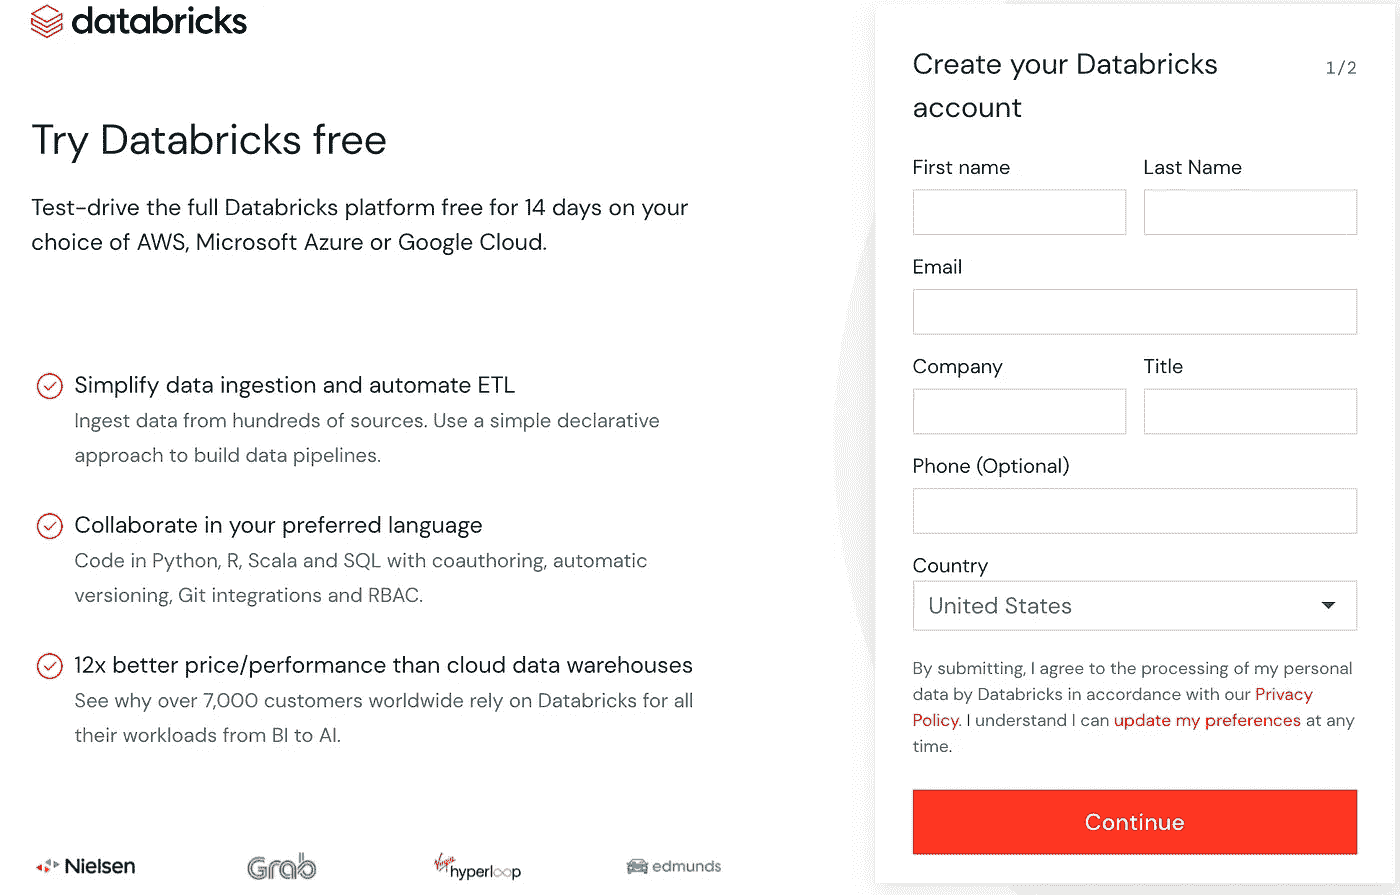 databricks
Try Databricks free
Test-drive the full Databricks platform free for 14 days on your
choice of AWS, Microsoft Azure or Google Cloud.
Simplify data ingestion and automate ETL
Ingest data from hundreds of sources. Use a simple declarative
approach to build data pipelines.
Collaborate in your preferred language
Code in Python, R, Scala and SQL with coauthoring, automatic
versioning, Git integrations and RBAC.
12x better price/performance than cloud data warehouses
See why over 7,000 customers worldwide rely on Databricks for all
their workloads from BI to AI.
Nielsen
Grab
Virgin
hyperloop
edmunds
Create your Databricks 1/2
account
First name Last Name
Email
Company Title
Phone (Optional)
Country
United States
By submitting, I agree to the processing of my personal
data by Databricks in accordance with our Privacy
Policy. I understand I can update my preferences at any
time.
Continue